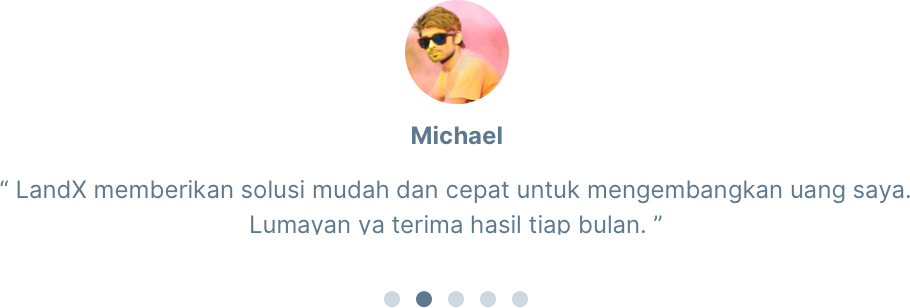 Michael
“ LandX memberikan solusi mudah dan cepat untuk mengembangkan uang saya.
Lumayan ya terima hasil tiap bulan. ”